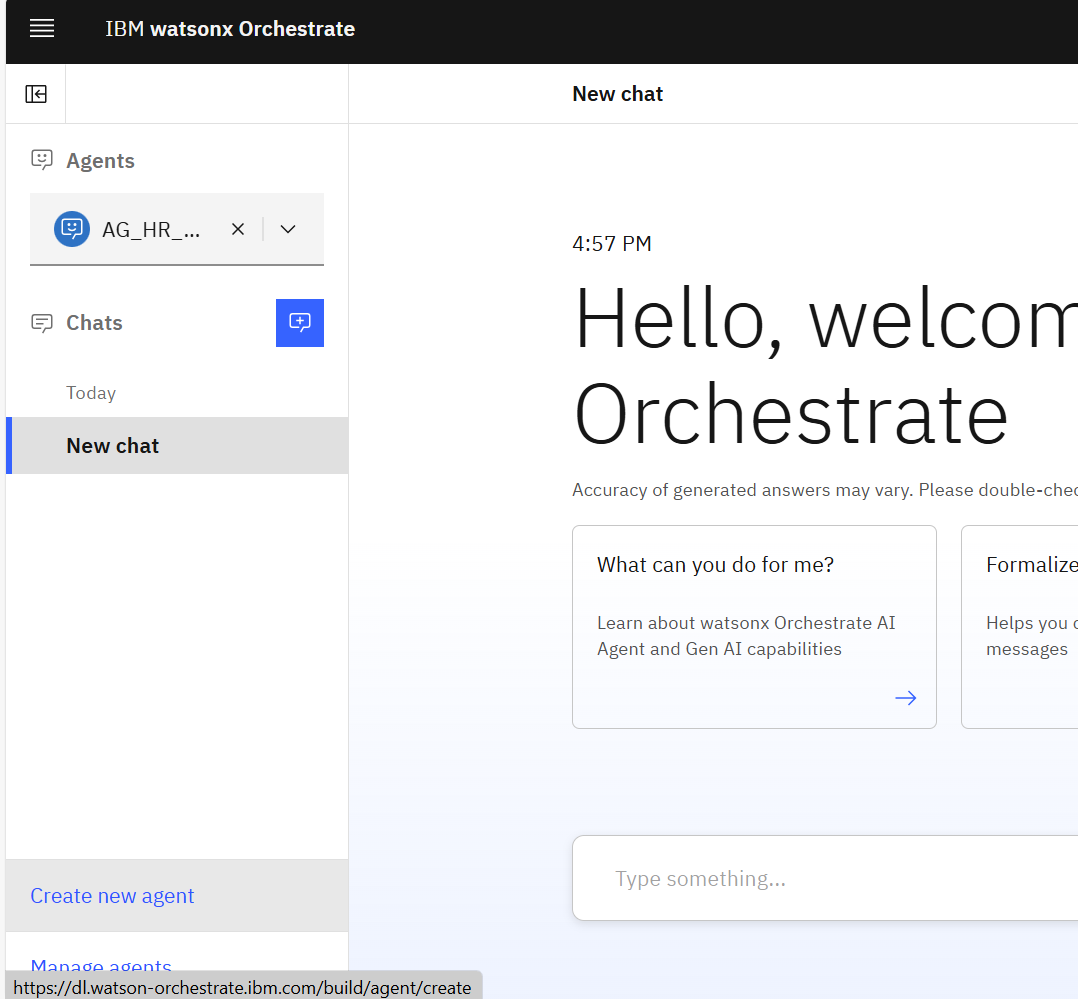 IBM watsonx Orchestrate
New chat
Agents
AG_HR_...
Chats
Today
New chat
4:57 PM
Hello, welcom
Orchestrate
Accuracy of generated answers may vary. Please double-chec
What can you do for me?
Learn about watsonx Orchestrate AI
Agent and Gen AI capabilities
Formalize
Helps you c
messages
Type something...
Create new agent
Manage agents
https://dl.watson-orchestrate.ibm.com/build/agent/create